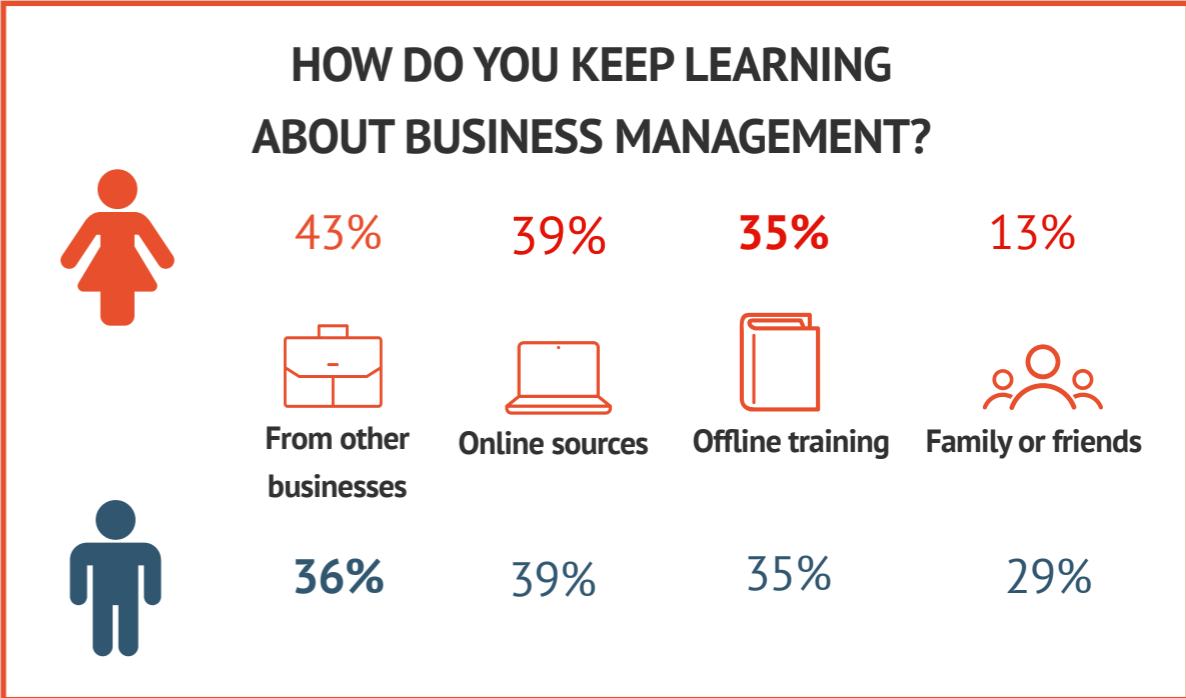 HOW DO YOU KEEP LEARNING
ABOUT BUSINESS MANAGEMENT?
43% 39% 35% 13%
From other
businesses
Online sources
Offline training
Family or friends
36% 39% 35% 29%